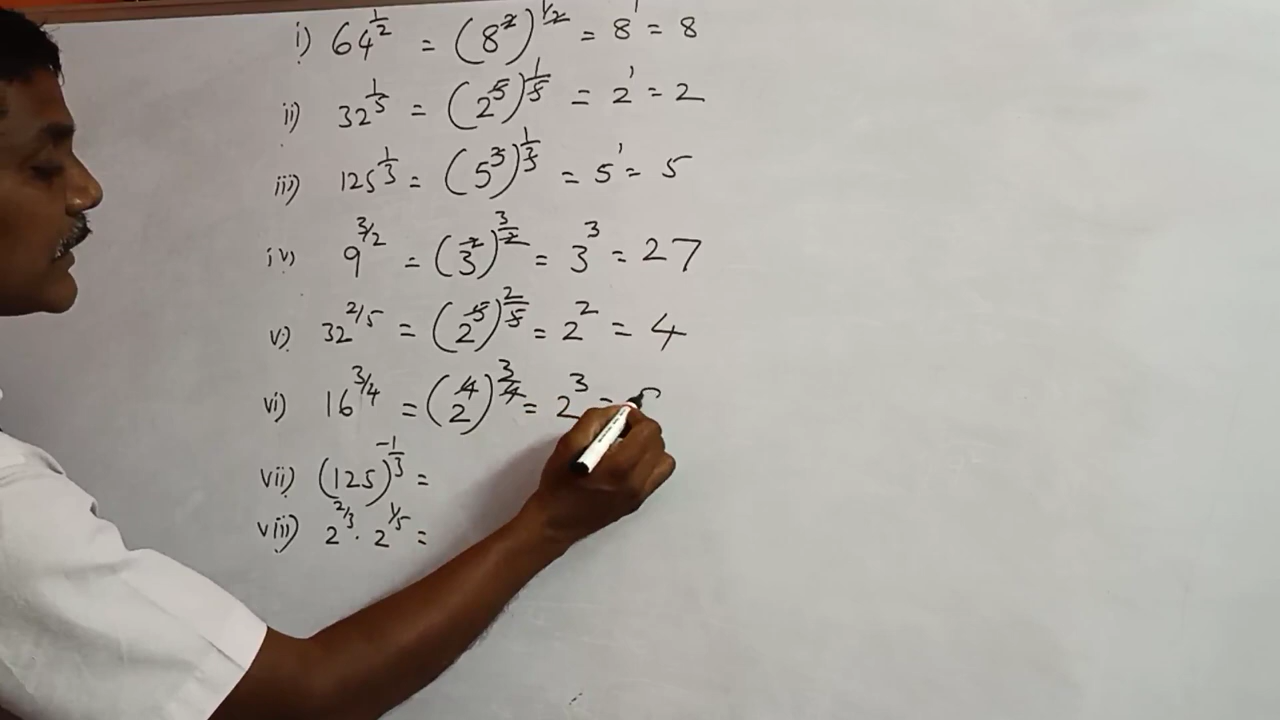 i) 64^(1/2) = (8^2)^(1/2) = 8^1 = 8
ii) 32^(1/5) = (2^5)^(1/5) = 2^1 = 2
iii) 125^(1/3) = (5^3)^(1/3) = 5^1 = 5
iv) 9^(3/2) = (3^2)^(3/2) = 3^3 = 27
v) 32^(2/5) = (2^5)^(2/5) = 2^2 = 4
vi) 16^(3/4) = (2^4)^(3/4) = 2^3 =
vii) (125)^(-1/3) =
viii) 2^(2/3) . 2^(1/5) =